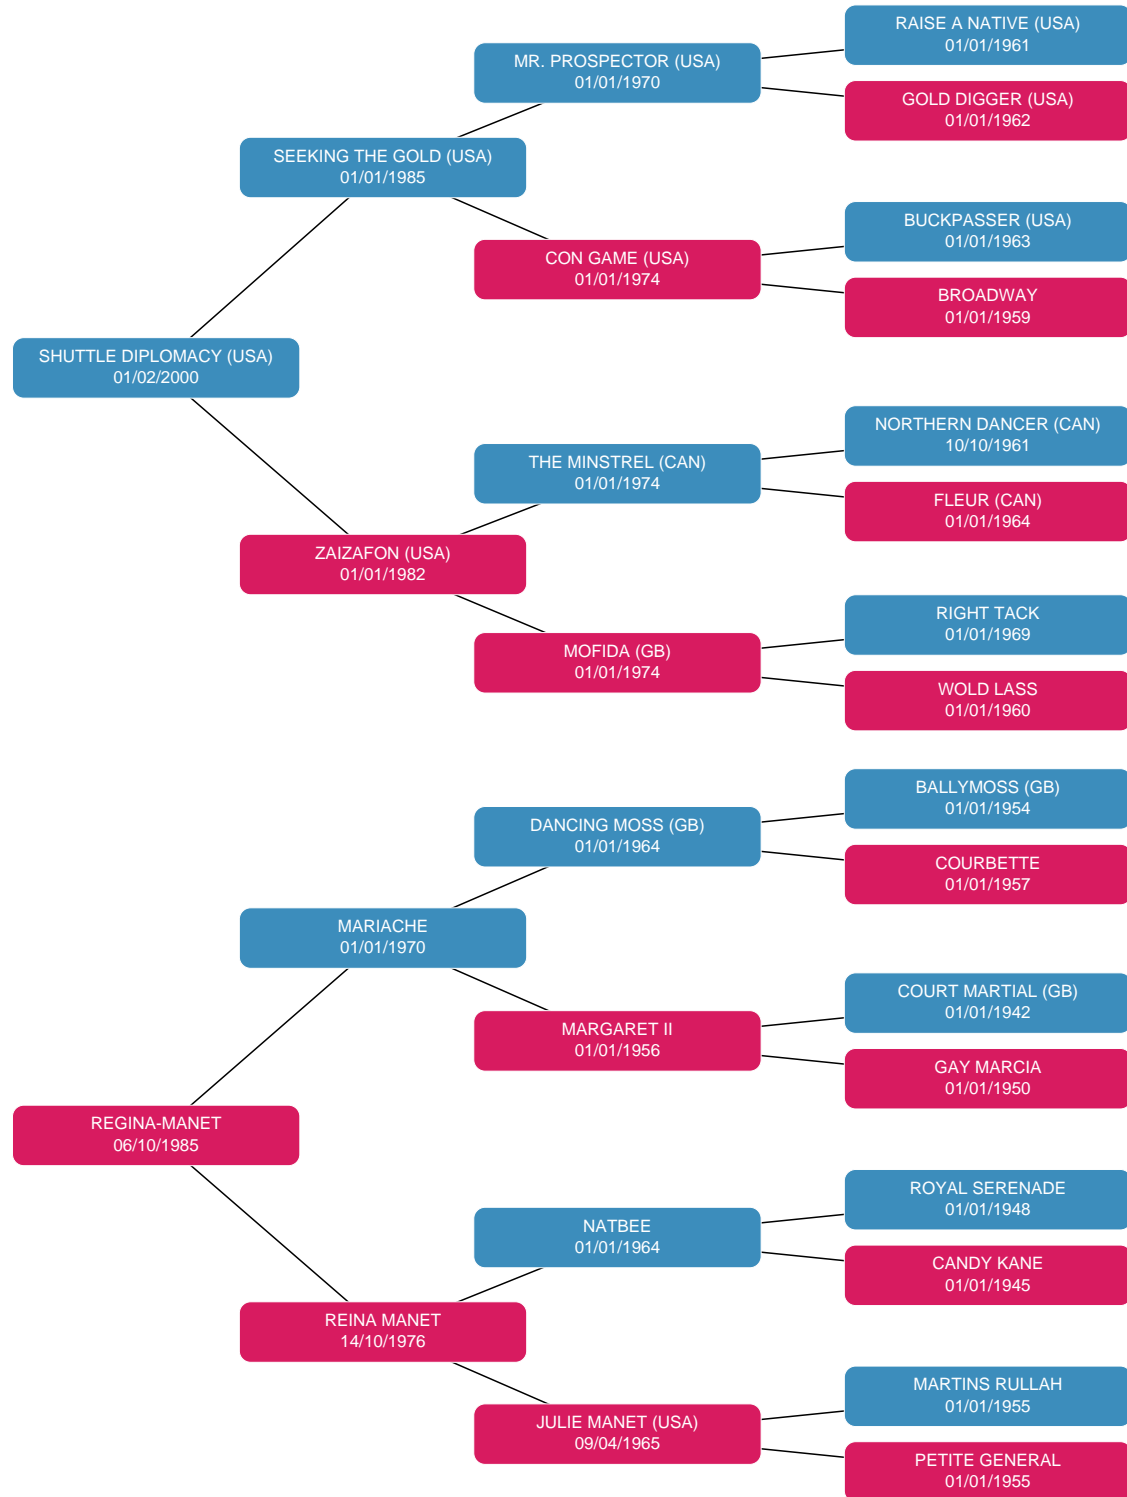 RAISE A NATIVE (USA)
01/01/1961
MR. PROSPECTOR (USA)
01/01/1970
GOLD DIGGER (USA)
01/01/1962
SEEKING THE GOLD (USA)
01/01/1985
BUCKPASSER (USA)
01/01/1963
CON GAME (USA)
01/01/1974
BROADWAY
01/01/1959
SHUTTLE DIPLOMACY (USA)
01/02/2000
NORTHERN DANCER (CAN)
10/10/1961
THE MINSTREL (CAN)
01/01/1974
FLEUR (CAN)
01/01/1964
ZAIZAFON (USA)
01/01/1982
RIGHT TACK
01/01/1969
MOFIDA (GB)
01/01/1974
WOLD LASS
01/01/1960
BALLYMOSS (GB)
01/01/1954
DANCING MOSS (GB)
01/01/1964
COURBETTE
01/01/1957
MARIACHE
01/01/1970
COURT MARTIAL (GB)
01/01/1942
MARGARET II
01/01/1956
GAY MARCIA
01/01/1950
REGINA-MANET
06/10/1985
ROYAL SERENADE
01/01/1948
NATBEE
01/01/1964
CANDY KANE
01/01/1945
REINA MANET
14/10/1976
MARTINS RULLAH
01/01/1955
JULIE MANET (USA)
09/04/1965
PETITE GENERAL
01/01/1955